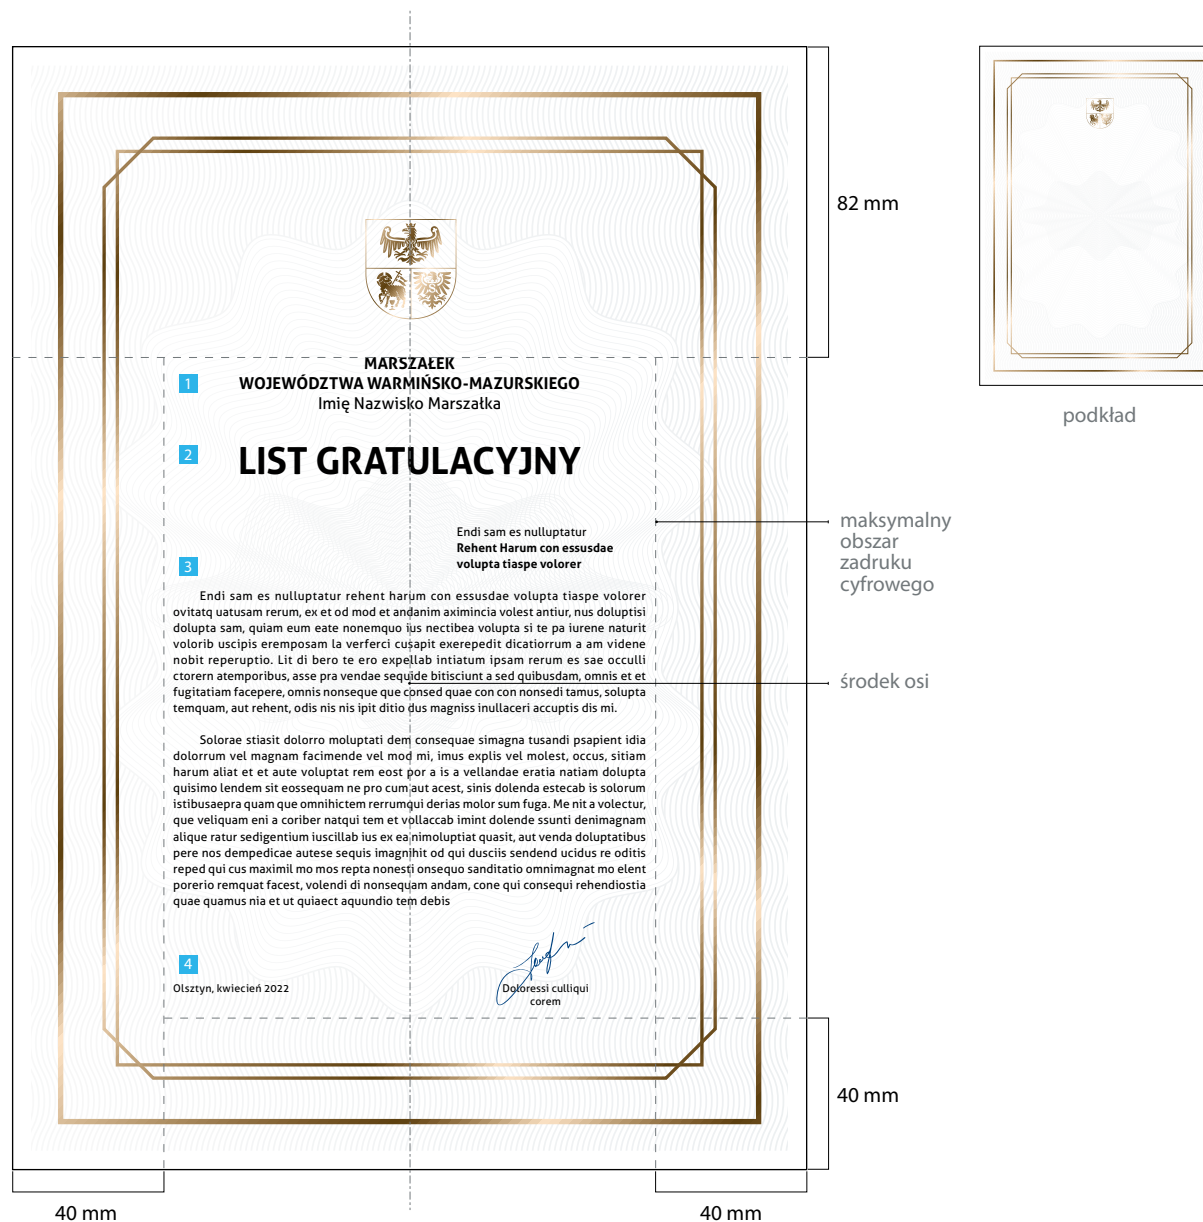 82 mm
MARSZAŁEK
1
WOJEWÓDZTWA WARMIŃSKO-MAZURSKIEGO
Imię Nazwisko Marszałka
podkład
2
LIST GRATULACYJNY
maksymalny
obszar
zadruku
cyfrowego
Endi sam es nulluptatur
Rehent Harum con essusdae
volupta tiaspe volorer
3
Endi sam es nulluptatur rehent harum con essusdae volupta tiaspe volorer
ovitatq uatusam rerum, ex et od mod et andanim aximincia volest antiur, nus doluptisi
dolupta sam, quiam eum eate nonemquo ius nectibea volupta si te pa iurene naturit
volorib uscipis eremposam la verferci cusapit exerepedit dicatiorrum a am videne
nobit reperuptio. Lit di bero te ero expellab intiatum ipsam rerum es sae occulli
ctorern atemporibus, asse pra vendae sequide bitisciunt a sed quibusdam, omnis et et
fugitatiam facepere, omnis nonseque que consed quae con con nonsedi tamus, solupta
temquam, aut rehent, odis nis nis ipit ditio dus magniss inullaceri accuptis dis mi.
środek osi
Solorae stiasit dolorro moluptati dem consequae simagna tusandi psapient idia
dolorrum vel magnam facimende vel mod mi, imus explis vel molest, occus, sitiam
harum aliat et et aute voluptat rem eost por a is a vellandae eratia natiam dolupta
quisimo lendem sit eossequam ne pro cum aut acest, sinis dolenda estecab is solorum
istibusaepra quam que omnihictem rerrumqui derias molor sum fuga. Me nit a volectur,
que veliquam eni a coriber natqui tem et vollaccab imint dolende ssunti denimagnam
alique ratur sedigentium iuscillab ius ex ea nimoluptiat quasit, aut venda doluptatibus
pere nos dempedicae autese sequis imagnihit od qui dusciis sendend ucidus re oditis
reped qui cus maximil mo mos repta nonesti onsequo sanditatio omnimagnat mo elent
porerio remquat facest, volendi di nonsequam andam, cone qui consequi rehendiostia
quae quamus nia et ut quiaect aquundio tem debis
4
Olsztyn, kwiecień 2022
Doloressi culliqui
corem
40 mm
40 mm
40 mm